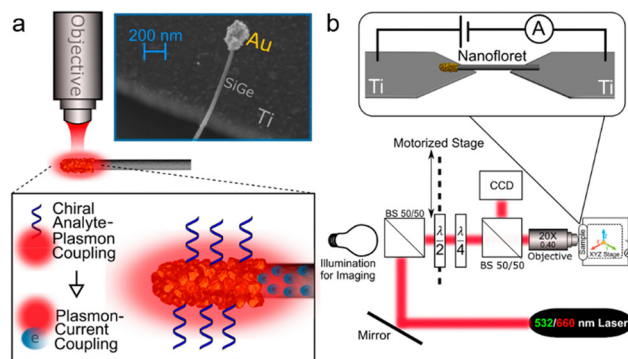 a
Objective
200 nm
Au
SiGe
Ti
Chiral
Analyte-
Plasmon
Coupling
Plasmon-
Current
Coupling
e
b
A
Nanofloret
Ti
Ti
Motorized Stage
CCD
BS 50/50
λ/2
λ/4
BS 50/50
20X
0.40
Objective
Sample
XYZ Stage
Illumination
for Imaging
Mirror
532/660 nm Laser